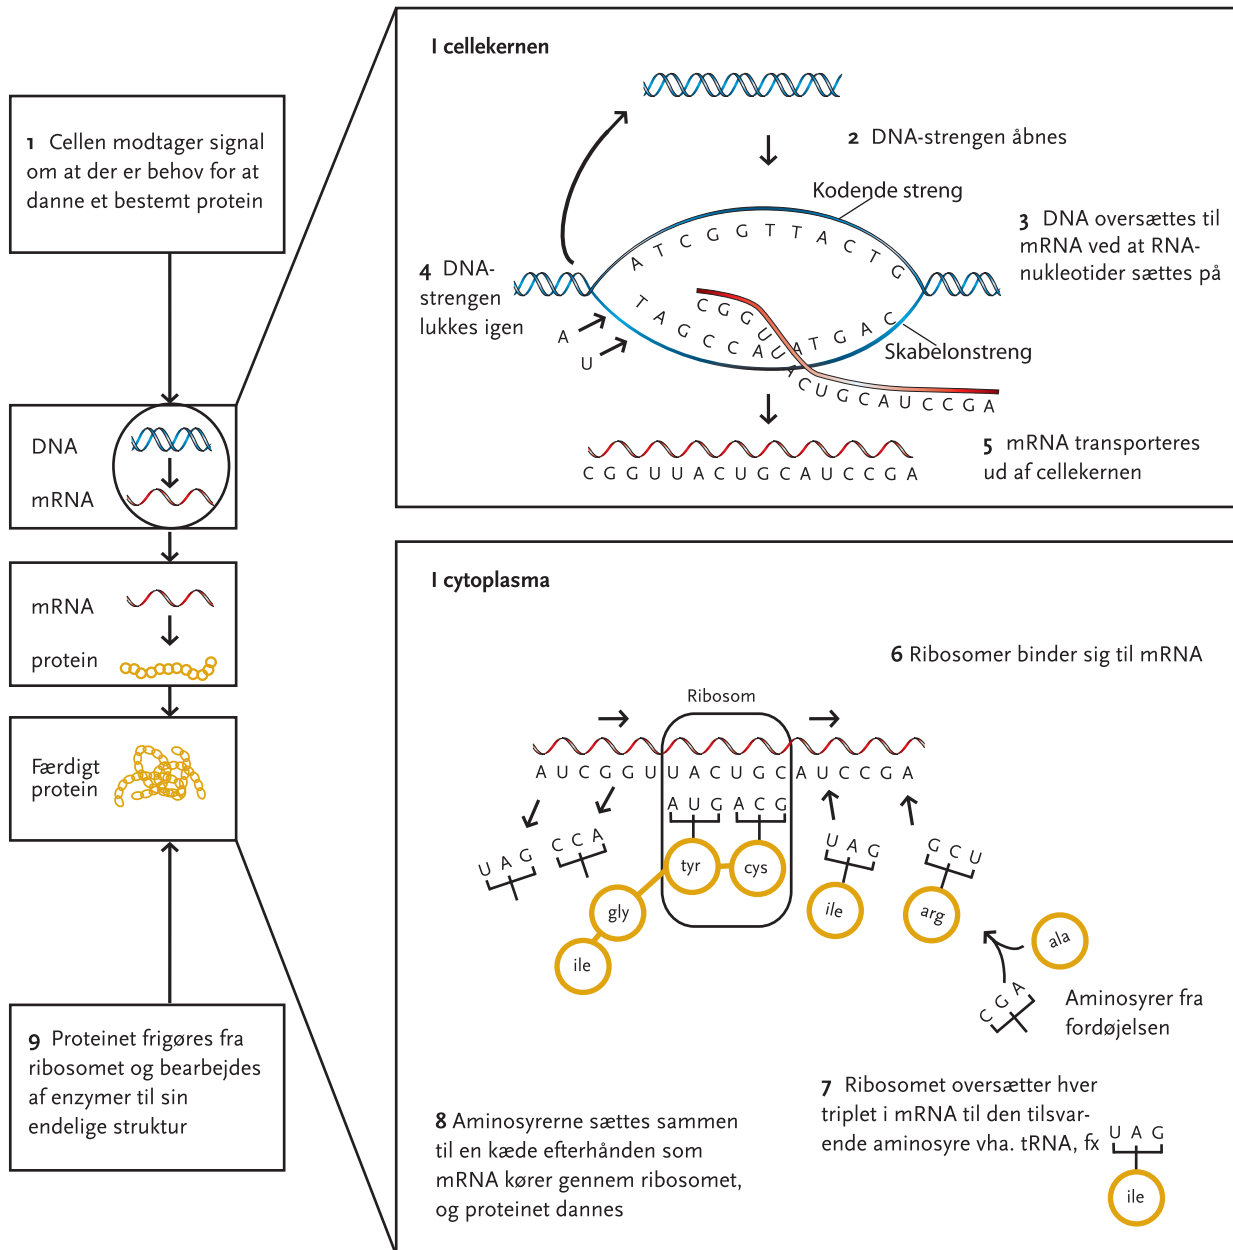 1 Cellen modtager signal
om at der er behov for at
danne et bestemt protein
DNA
mRNA
mRNA
protein
Færdigt
protein
9 Proteinet frigøres fra
ribosomet og bearbejdes
af enzymer til sin
endelige struktur
I cellekernen
2 DNA-strengen åbnes
Kodende streng
3 DNA oversættes til
mRNA ved at RNA-
nukleotider sættes på
4 DNA-
strengen
lukkes igen
A T C G G T T A C T G
T A G C C A A T G A C
C G G U U A C U G C A U C C G A
A
U
Skabelonstreng
C G G U U A C U G C A U C C G A
5 mRNA transporteres
ud af cellekernen
I cytoplasma
6 Ribosomer binder sig til mRNA
Ribosom
A U C G G U U A C U G C A U C C G A
A U G A C G
U A G
C C A
U A G
G C U
tyr
cys
gly
ile
ile
arg
ala
C G A
Aminosyrer fra
fordøjelsen
7 Ribosomet oversætter hver
triplet i mRNA til den tilsvar-
ende aminosyre vha. tRNA, fx
U A G
ile
8 Aminosyrerne sættes sammen
til en kæde efterhånden som
mRNA kører gennem ribosomet,
og proteinet dannes